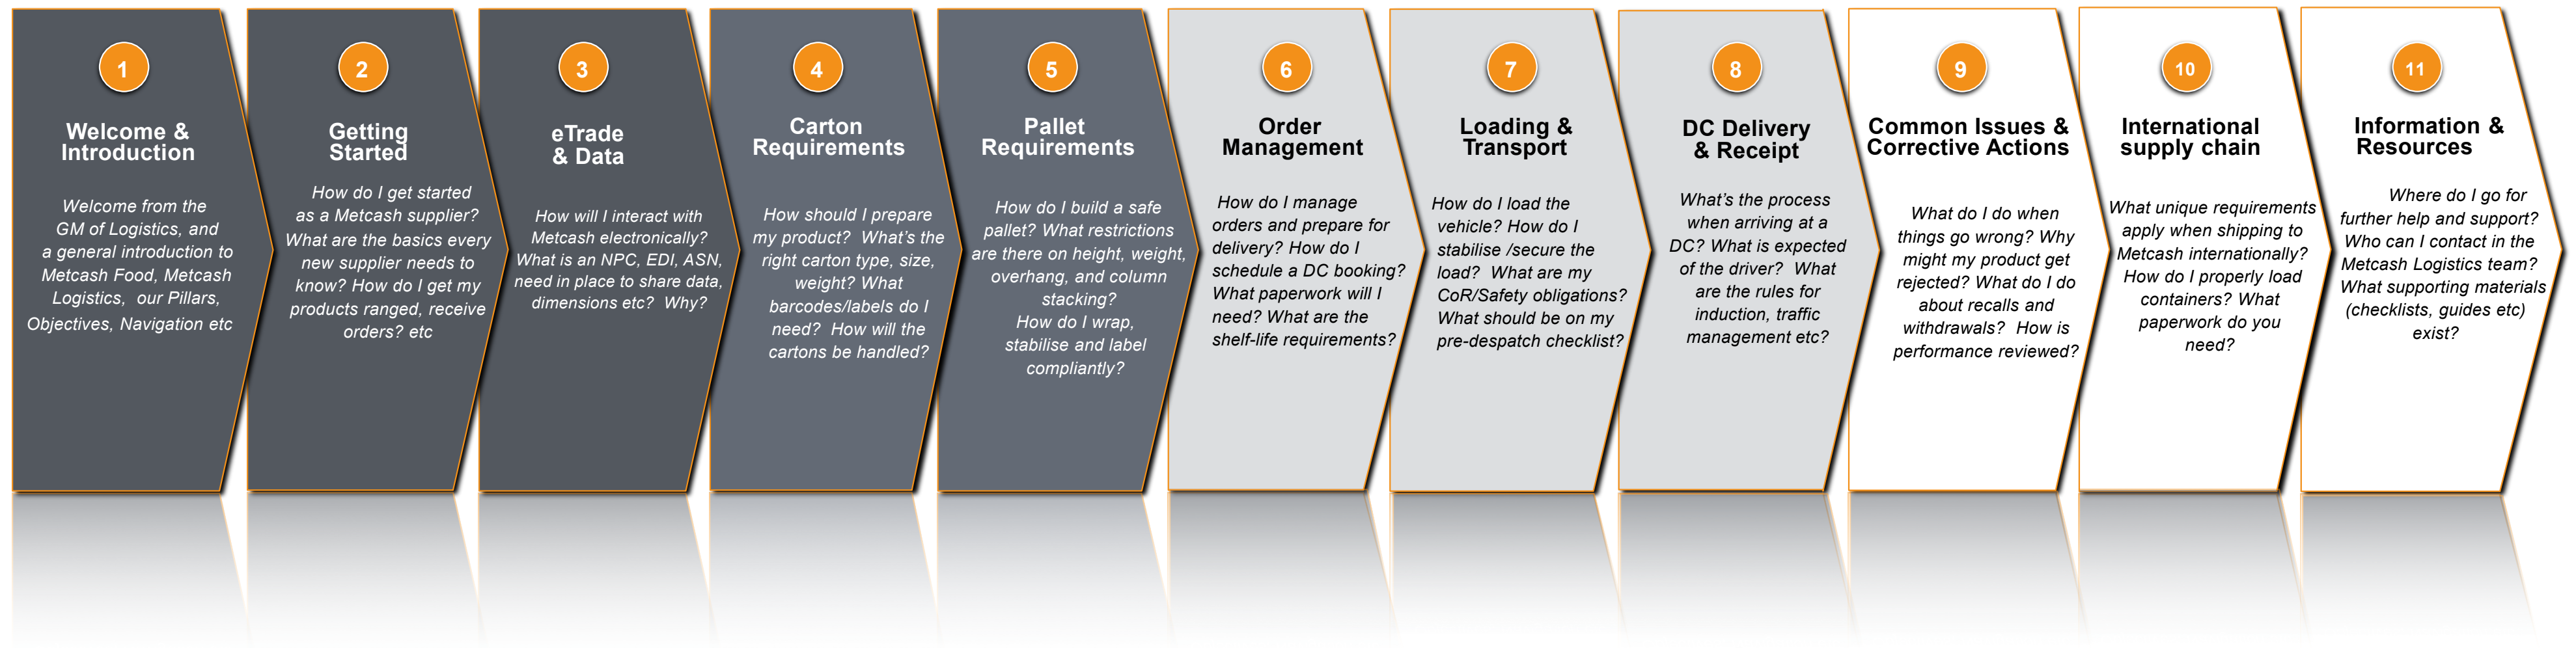 1
Welcome &
Introduction
Welcome from the
GM of Logistics, and
a general introduction to
Metcash Food, Metcash
Logistics, our Pillars,
Objectives, Navigation etc
2
Getting
Started
How do I get started
as a Metcash supplier?
What are the basics every
new supplier needs to
know? How do I get my
products ranged, receive
orders? etc
3
eTrade
& Data
How will I interact with
Metcash electronically?
What is an NPC, EDI, ASN,
need in place to share data,
dimensions etc? Why?
4
Carton
Requirements
How should I prepare
my product? What's the
right carton type, size,
weight? What
barcodes/labels do I
need? How will the
cartons be handled?
5
Pallet
Requirements
How do I build a safe
pallet? What restrictions
are there on height, weight,
overhang, and column
stacking?
How do I wrap,
stabilise and label
compliantly?
6
Order
Management
How do I manage
orders and prepare for
delivery? How do I
schedule a DC booking?
What paperwork will I
need? What are the
shelf-life requirements?
7
Loading &
Transport
How do I load the
vehicle? How do I
stabilise /secure the
load? What are my
CoR/Safety obligations?
What should be on my
pre-despatch checklist?
8
DC Delivery
& Receipt
What's the process
when arriving at a
DC? What is expected
of the driver? What
are the rules for
induction, traffic
management etc?
9
Common Issues &
Corrective Actions
What do I do when
things go wrong? Why
might my product get
rejected? What do I do
about recalls and
withdrawals? How is
performance reviewed?
10
International
supply chain
What unique requirements
apply when shipping to
Metcash internationally?
How do I properly load
containers? What
paperwork do you
need?
11
Information &
Resources
Where do I go for
further help and support?
Who can I contact in the
Metcash Logistics team?
What supporting materials
(checklists, guides etc)
exist?